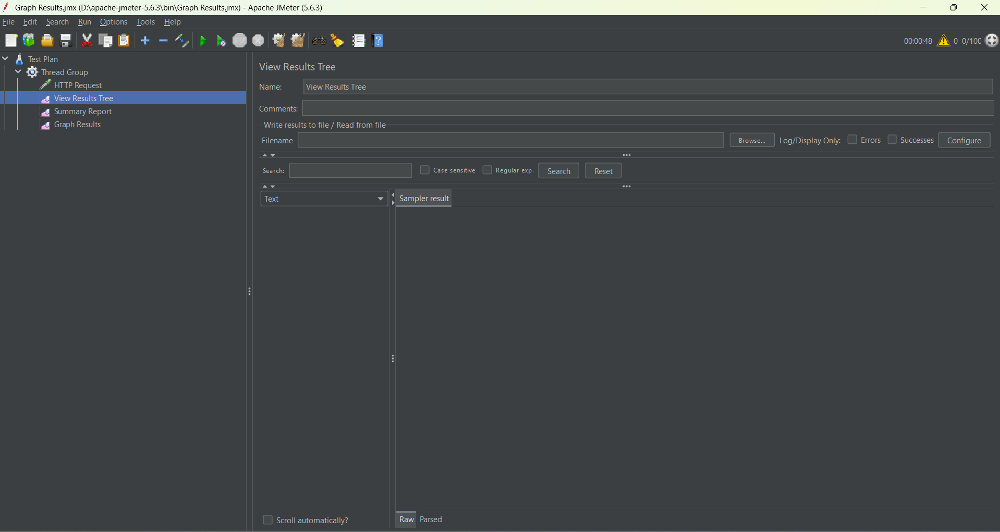 Graph Results.jmx (D:\apache-jmeter-5.6.3\bin\Graph Results.jmx) - Apache JMeter (5.6.3)
File Edit Search Run Options Tools Help
STOP ? 00:00:48 0 0/100
Test Plan
Thread Group
HTTP Request
View Results Tree
Summary Report
Graph Results
View Results Tree
Name: View Results Tree
Comments:
Write results to file / Read from file
Filename Browse... Log/Display Only: Errors Successes Configure
Search: Case sensitive Regular exp. Search Reset
Text
Sampler result
Scroll automatically?
Raw Parsed